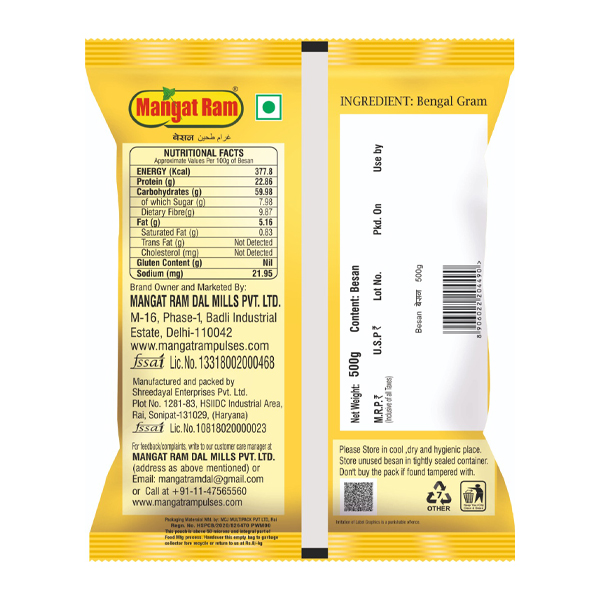 Mangat Ram®
बेसन غرام طحين
NUTRITIONAL FACTS
Approximate Values Per 100g of Besan
ENERGY (Kcal) 377.8
Protein (g) 22.86
Carbohydrates (g) 59.98
of which Sugar (g) 7.98
Dietary Fibre(g) 9.87
Fat (g) 5.16
Saturated Fat (g) 0.83
Trans Fat (g) Not Detected
Cholesterol (mg) Not Detected
Gluten Content (g) Nil
Sodium (mg) 21.95
Brand Owner and Marketed By:
MANGAT RAM DAL MILLS PVT. LTD.
M-16, Phase-1, Badli Industrial
Estate, Delhi-110042
www.mangatrampulses.com
fssai Lic.No.13318002000468
Manufactured and packed by
Shreedayal Enterprises Pvt. Ltd.
Plot No. 1281-83, HSIIDC Industrial Area,
Rai, Sonipat-131029, (Haryana)
fssai Lic.No.10818020000023
For feedback/complaints, write to our customer care manager at
MANGAT RAM DAL MILLS PVT. LTD.
(address as above mentioned) or
Email: mangatramdal@gmail.com
or Call at +91-11-47565560
www.mangatrampulses.com
INGREDIENT: Bengal Gram
Net Weight: 500g Content: Besan
M.R.P.₹ U.S.P.₹ Lot No. Pkd. On Use by
(Inclusive of all Taxes)
Besan बेसन 500g
8906022204490
Please Store in cool ,dry and hygienic place.
Store unused besan in tightly sealed container.
Don't buy the pack if found tampered with.
7
OTHER